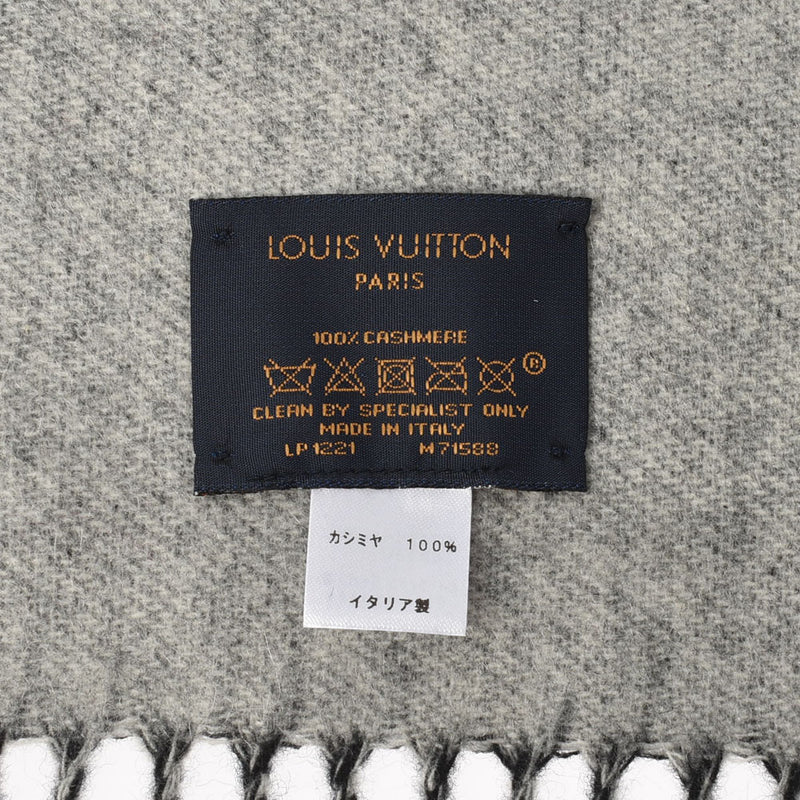 LOUIS VUITTON
PARIS
100% CASHMERE
P
CLEAN BY SPECIALIST ONLY
MADE IN ITALY
LP1221 M71588
カシミヤ 100%
イタリア製